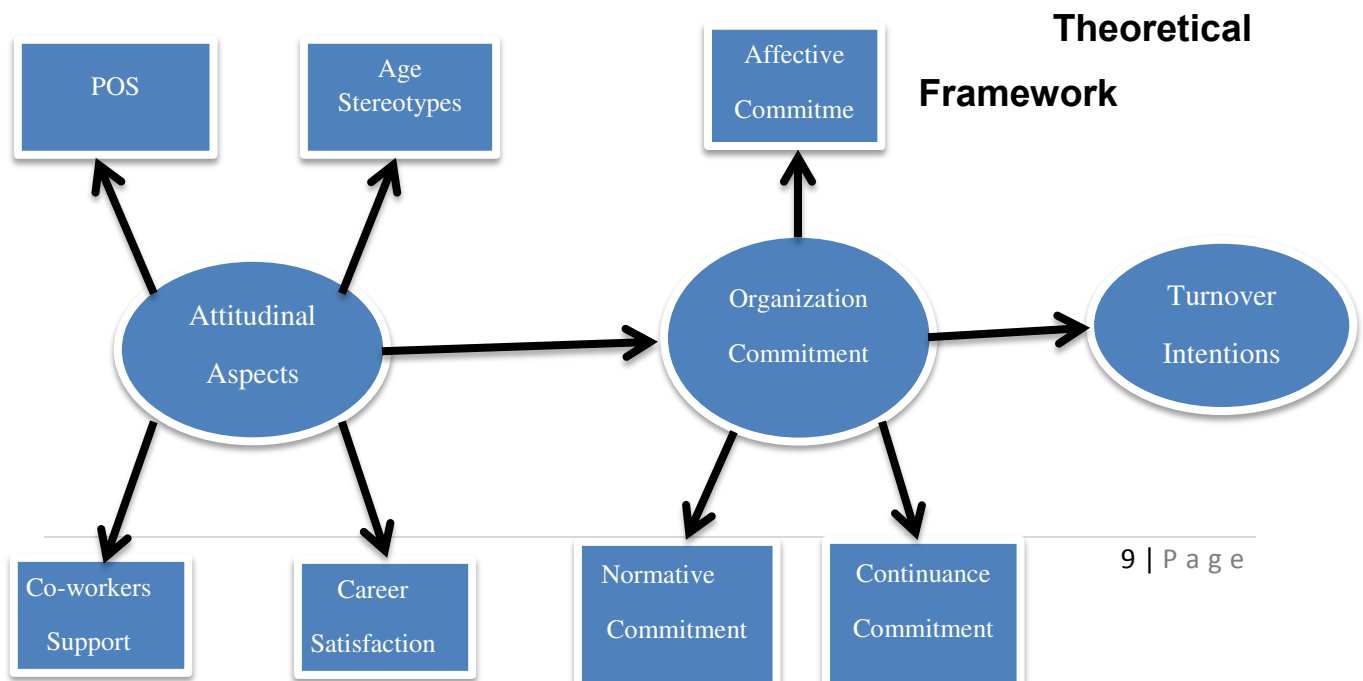 Theoretical
Framework
POS
Age
Stereotypes
Affective
Commitme
Attitudinal
Aspects
Organization
Commitment
Turnover
Intentions
Co-workers
Support
Career
Satisfaction
Normative
Commitment
Continuance
Commitment
9 | P a g e